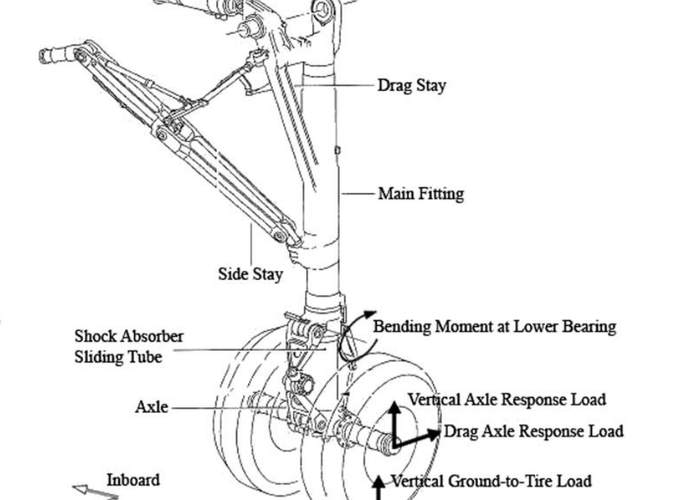 Drag Stay
Main Fitting
Side Stay
Bending Moment at Lower Bearing
Shock Absorber
Sliding Tube
Vertical Axle Response Load
Axle
Drag Axle Response Load
Inboard
Vertical Ground-to-Tire Load